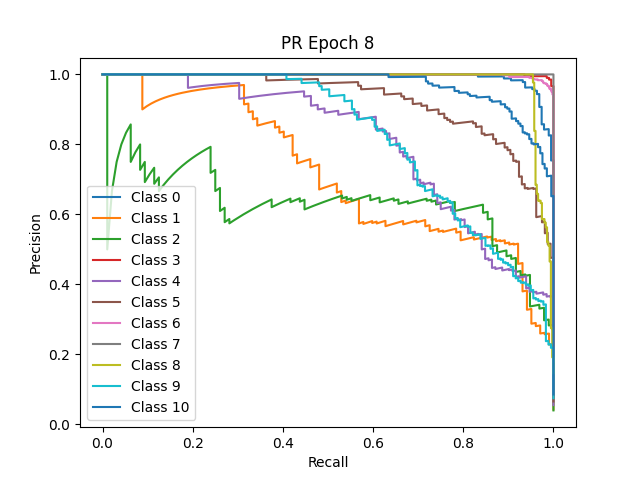 PR Epoch 8
Precision
1.0
0.8
0.6
0.4
0.2
0.0
Class 0
Class 1
Class 2
Class 3
Class 4
Class 5
Class 6
Class 7
Class 8
Class 9
Class 10
0.0 0.2 0.4 0.6 0.8 1.0
Recall